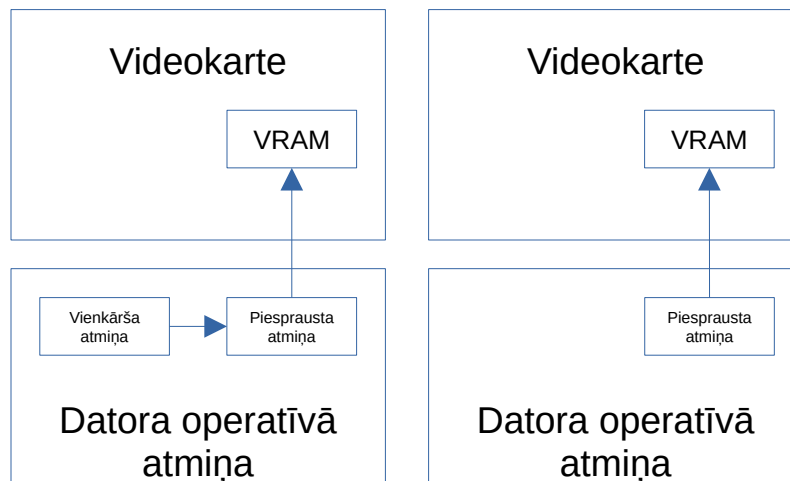 Videokarte
VRAM
Vienkārša
atmiņa
Piesprausta
atmiņa
Datora operatīvā
atmiņa
Videokarte
VRAM
Piesprausta
atmiņa
Datora operatīvā
atmiņa